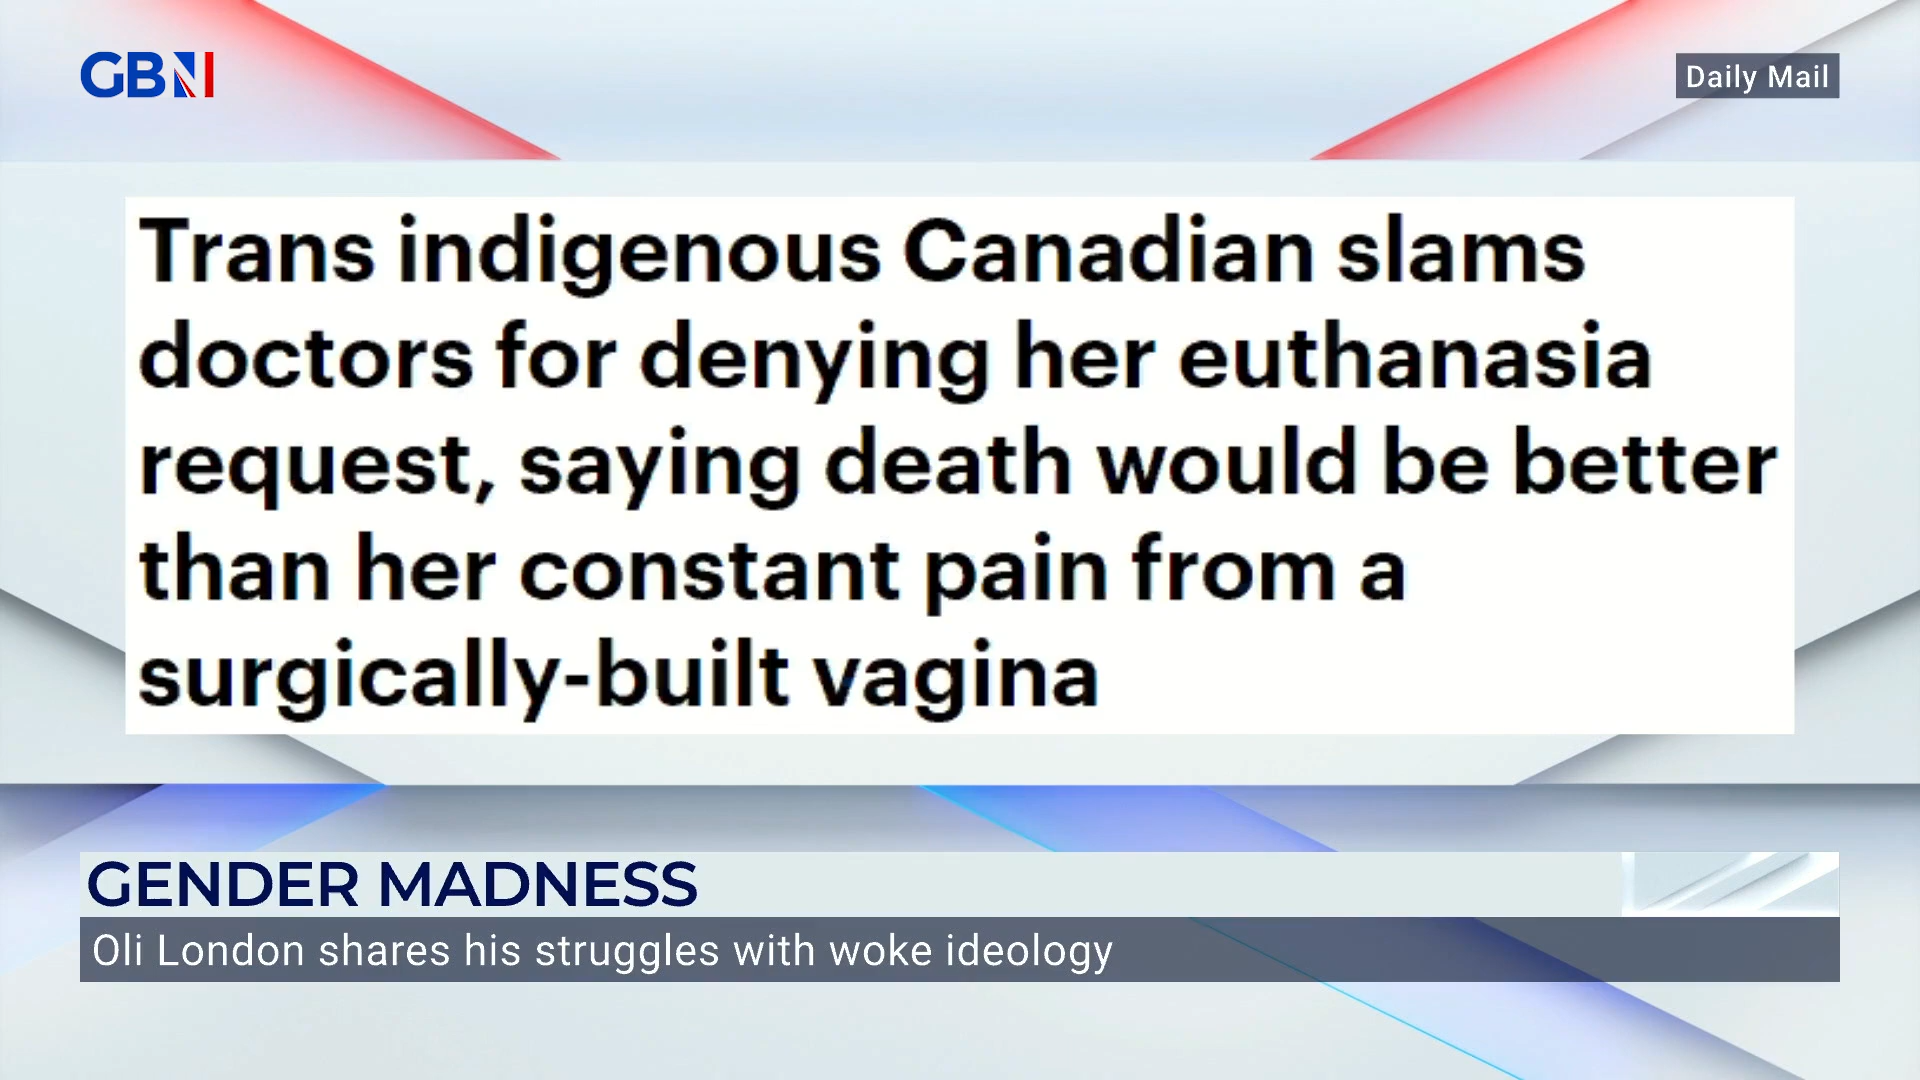 GBN
Daily Mail
Trans indigenous Canadian slams
doctors for denying her euthanasia
request, saying death would be better
than her constant pain from a
surgically-built vagina
GENDER MADNESS
Oli London shares his struggles with woke ideology